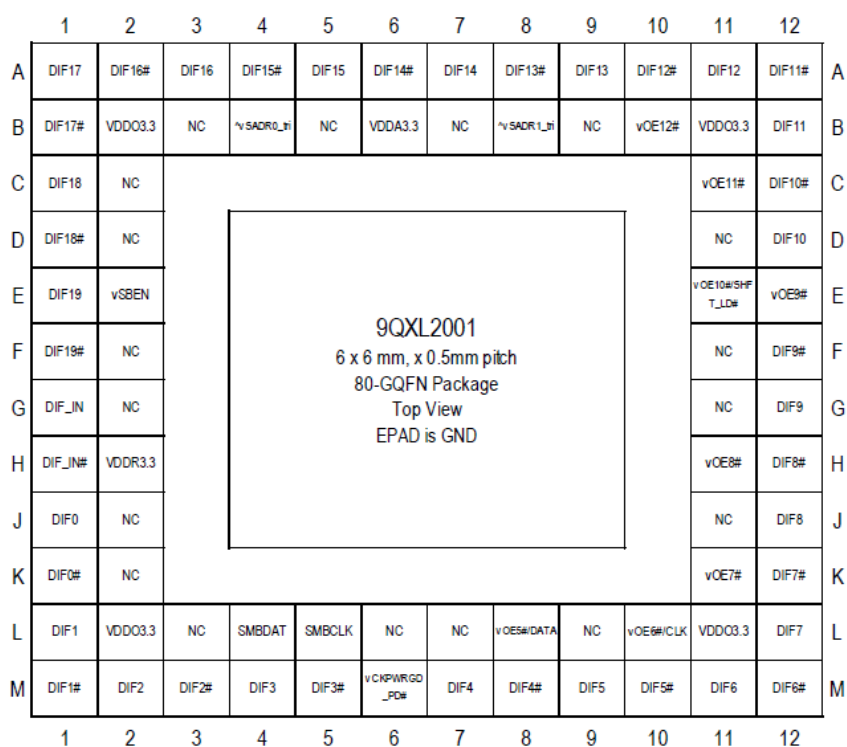 1 2 3 4 5 6 7 8 9 10 11 12
A DIF17 DIF16# DIF16 DIF15# DIF15 DIF14# DIF14 DIF13# DIF13 DIF12# DIF12 DIF11# A
B DIF17# VDDO3.3 NC ^vSADR0_tri NC VDDA3.3 NC ^vSADR1_tri NC vOE12# VDDO3.3 DIF11 B
C DIF18 NC vOE11# DIF10# C
D DIF18# NC NC DIF10 D
E DIF19 vSBEN vOE10#/SHF
T_LD# vOE9# E
F DIF19# NC NC DIF9# F
G DIF_IN NC NC DIF9 G
H DIF_IN# VDDR3.3 vOE8# DIF8# H
J DIF0 NC NC DIF8 J
K DIF0# NC vOE7# DIF7# K
9QXL2001
6 x 6 mm, x 0.5mm pitch
80-GQFN Package
Top View
EPAD is GND
L DIF1 VDDO3.3 NC SMBDAT SMBCLK NC NC vOE5#/DATA NC vOE6#/CLK VDDO3.3 DIF7 L
M DIF1# DIF2 DIF2# DIF3 DIF3# vCKPWRGD
_PD# DIF4 DIF4# DIF5 DIF5# DIF6 DIF6# M
1 2 3 4 5 6 7 8 9 10 11 12